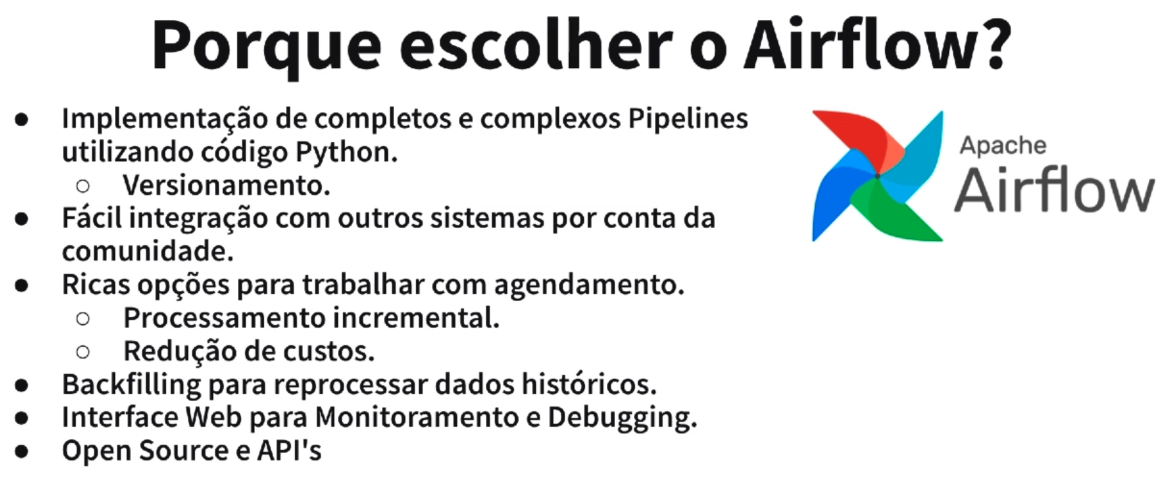 Porque escolher o Airflow?
● Implementação de completos e complexos Pipelines
utilizando código Python.
○ Versionamento.
● Fácil integração com outros sistemas por conta da
comunidade.
● Ricas opções para trabalhar com agendamento.
○ Processamento incremental.
○ Redução de custos.
● Backfilling para reprocessar dados históricos.
● Interface Web para Monitoramento e Debugging.
● Open Source e API's
Apache
Airflow